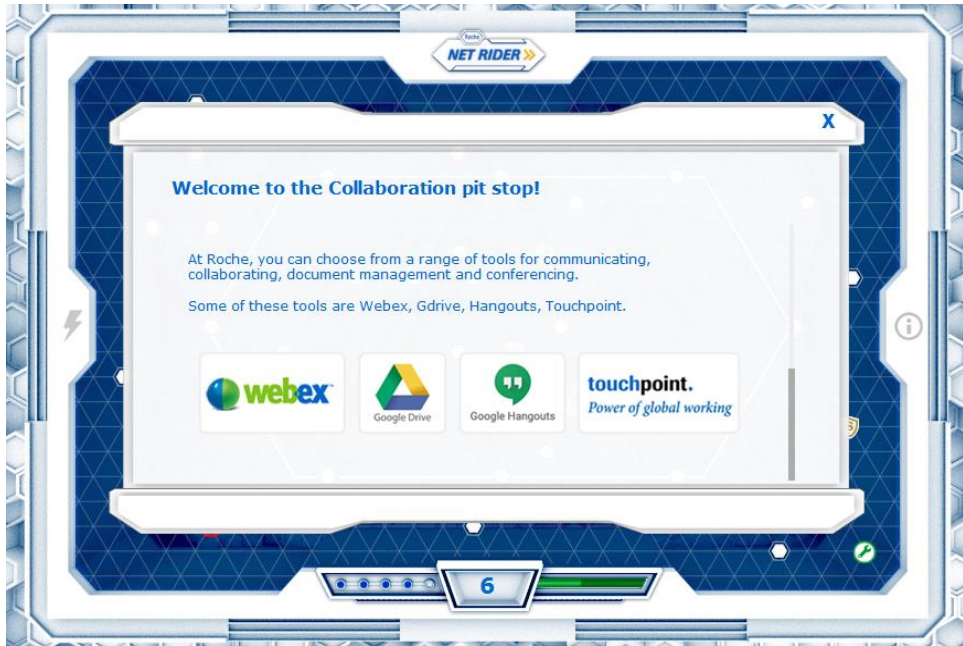 Roche
NET RIDER
X
Welcome to the Collaboration pit stop!
At Roche, you can choose from a range of tools for communicating,
collaborating, document management and conferencing.
Some of these tools are Webex, Gdrive, Hangouts, Touchpoint.
webex
Google Drive
Google Hangouts
touchpoint.
Power of global working
S
6